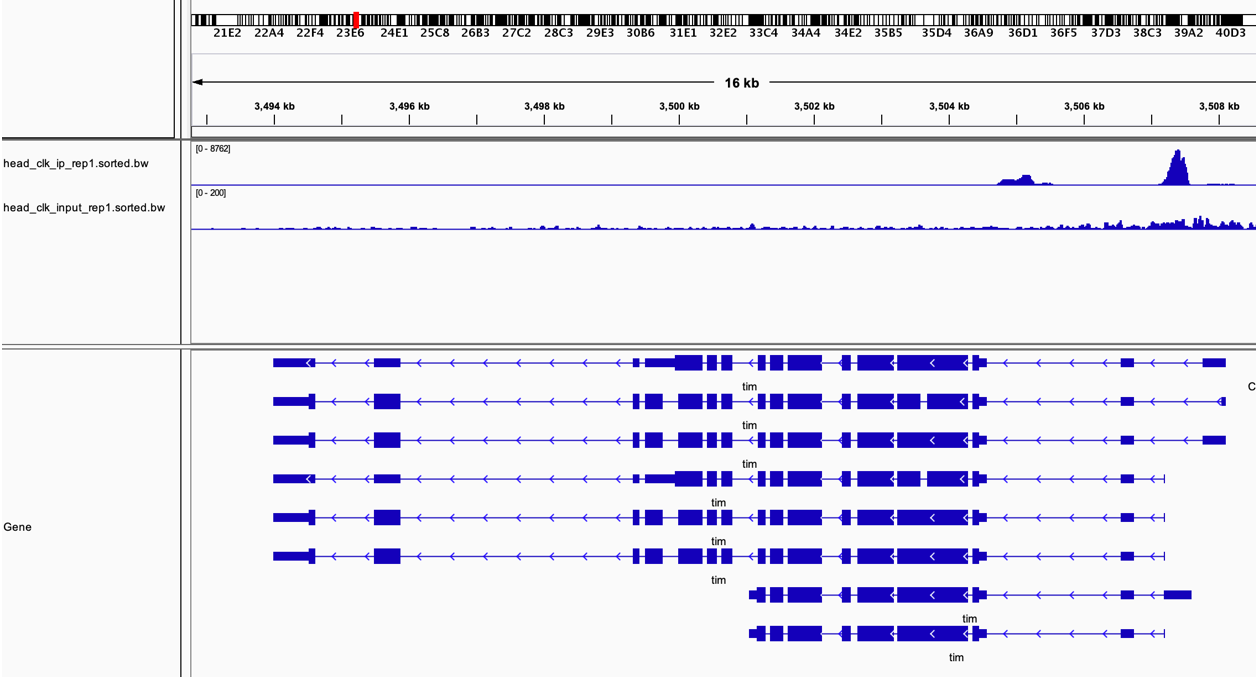 21E2 22A4 22F4 23E6 24E1 25C8 26B3 27C2 28C3 29E3 30B6 31E1 32E2 33C4 34A4 34E2 35B5 35D4 36A9 36D1 36F5 37D3 38C3 39A2 40D3
16 kb
3,494 kb 3,496 kb 3,498 kb 3,500 kb 3,502 kb 3,504 kb 3,506 kb 3,508 kb
[0 - 8762]
head_clk_ip_rep1.sorted.bw
[0 - 200]
head_clk_input_rep1.sorted.bw
tim C
tim
tim
tim
Gene
tim
tim
tim
tim